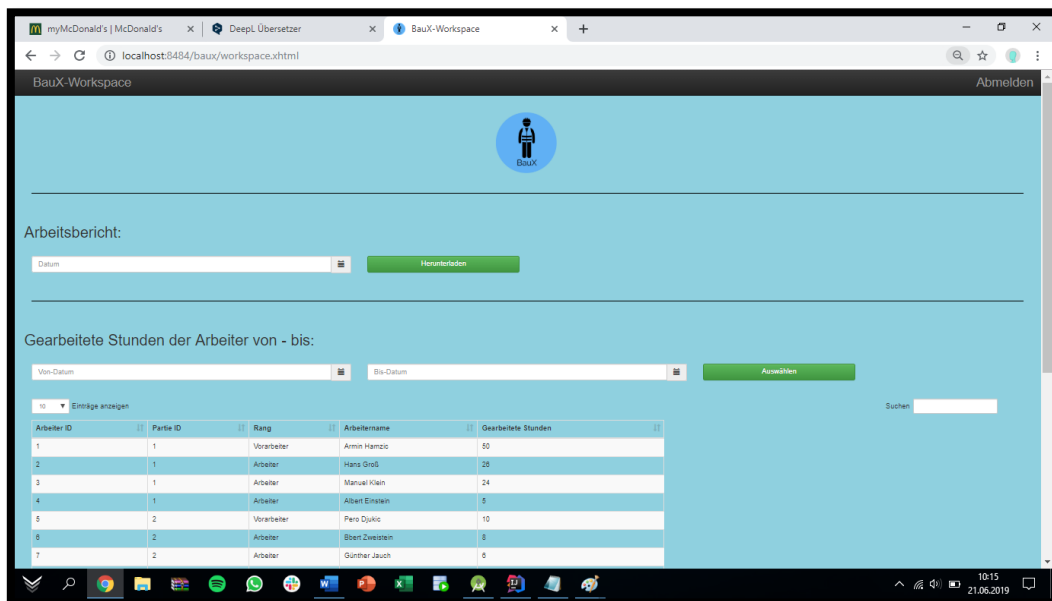 myMcDonald's | McDonald's DeepL Übersetzer BauX-Workspace
localhost:8484/baux/workspace.xhtml
BauX-Workspace Abmelden
BauX
Arbeitsbericht:
Datum Herunterladen
Gearbeitete Stunden der Arbeiter von - bis:
Von-Datum Bis-Datum Auswählen
10 Einträge anzeigen Suchen
Arbeiter ID Partie ID Rang Arbeitername Gearbeitete Stunden
1 1 Vorarbeiter Armin Hamzic 50
2 1 Arbeiter Hans Groß 26
3 1 Arbeiter Manuel Klein 24
4 1 Arbeiter Albert Einstein 5
5 2 Vorarbeiter Pero Djukic 10
6 2 Arbeiter Bbert Zweistein 8
7 2 Arbeiter Günther Jauch 6
10:15
21.06.2019